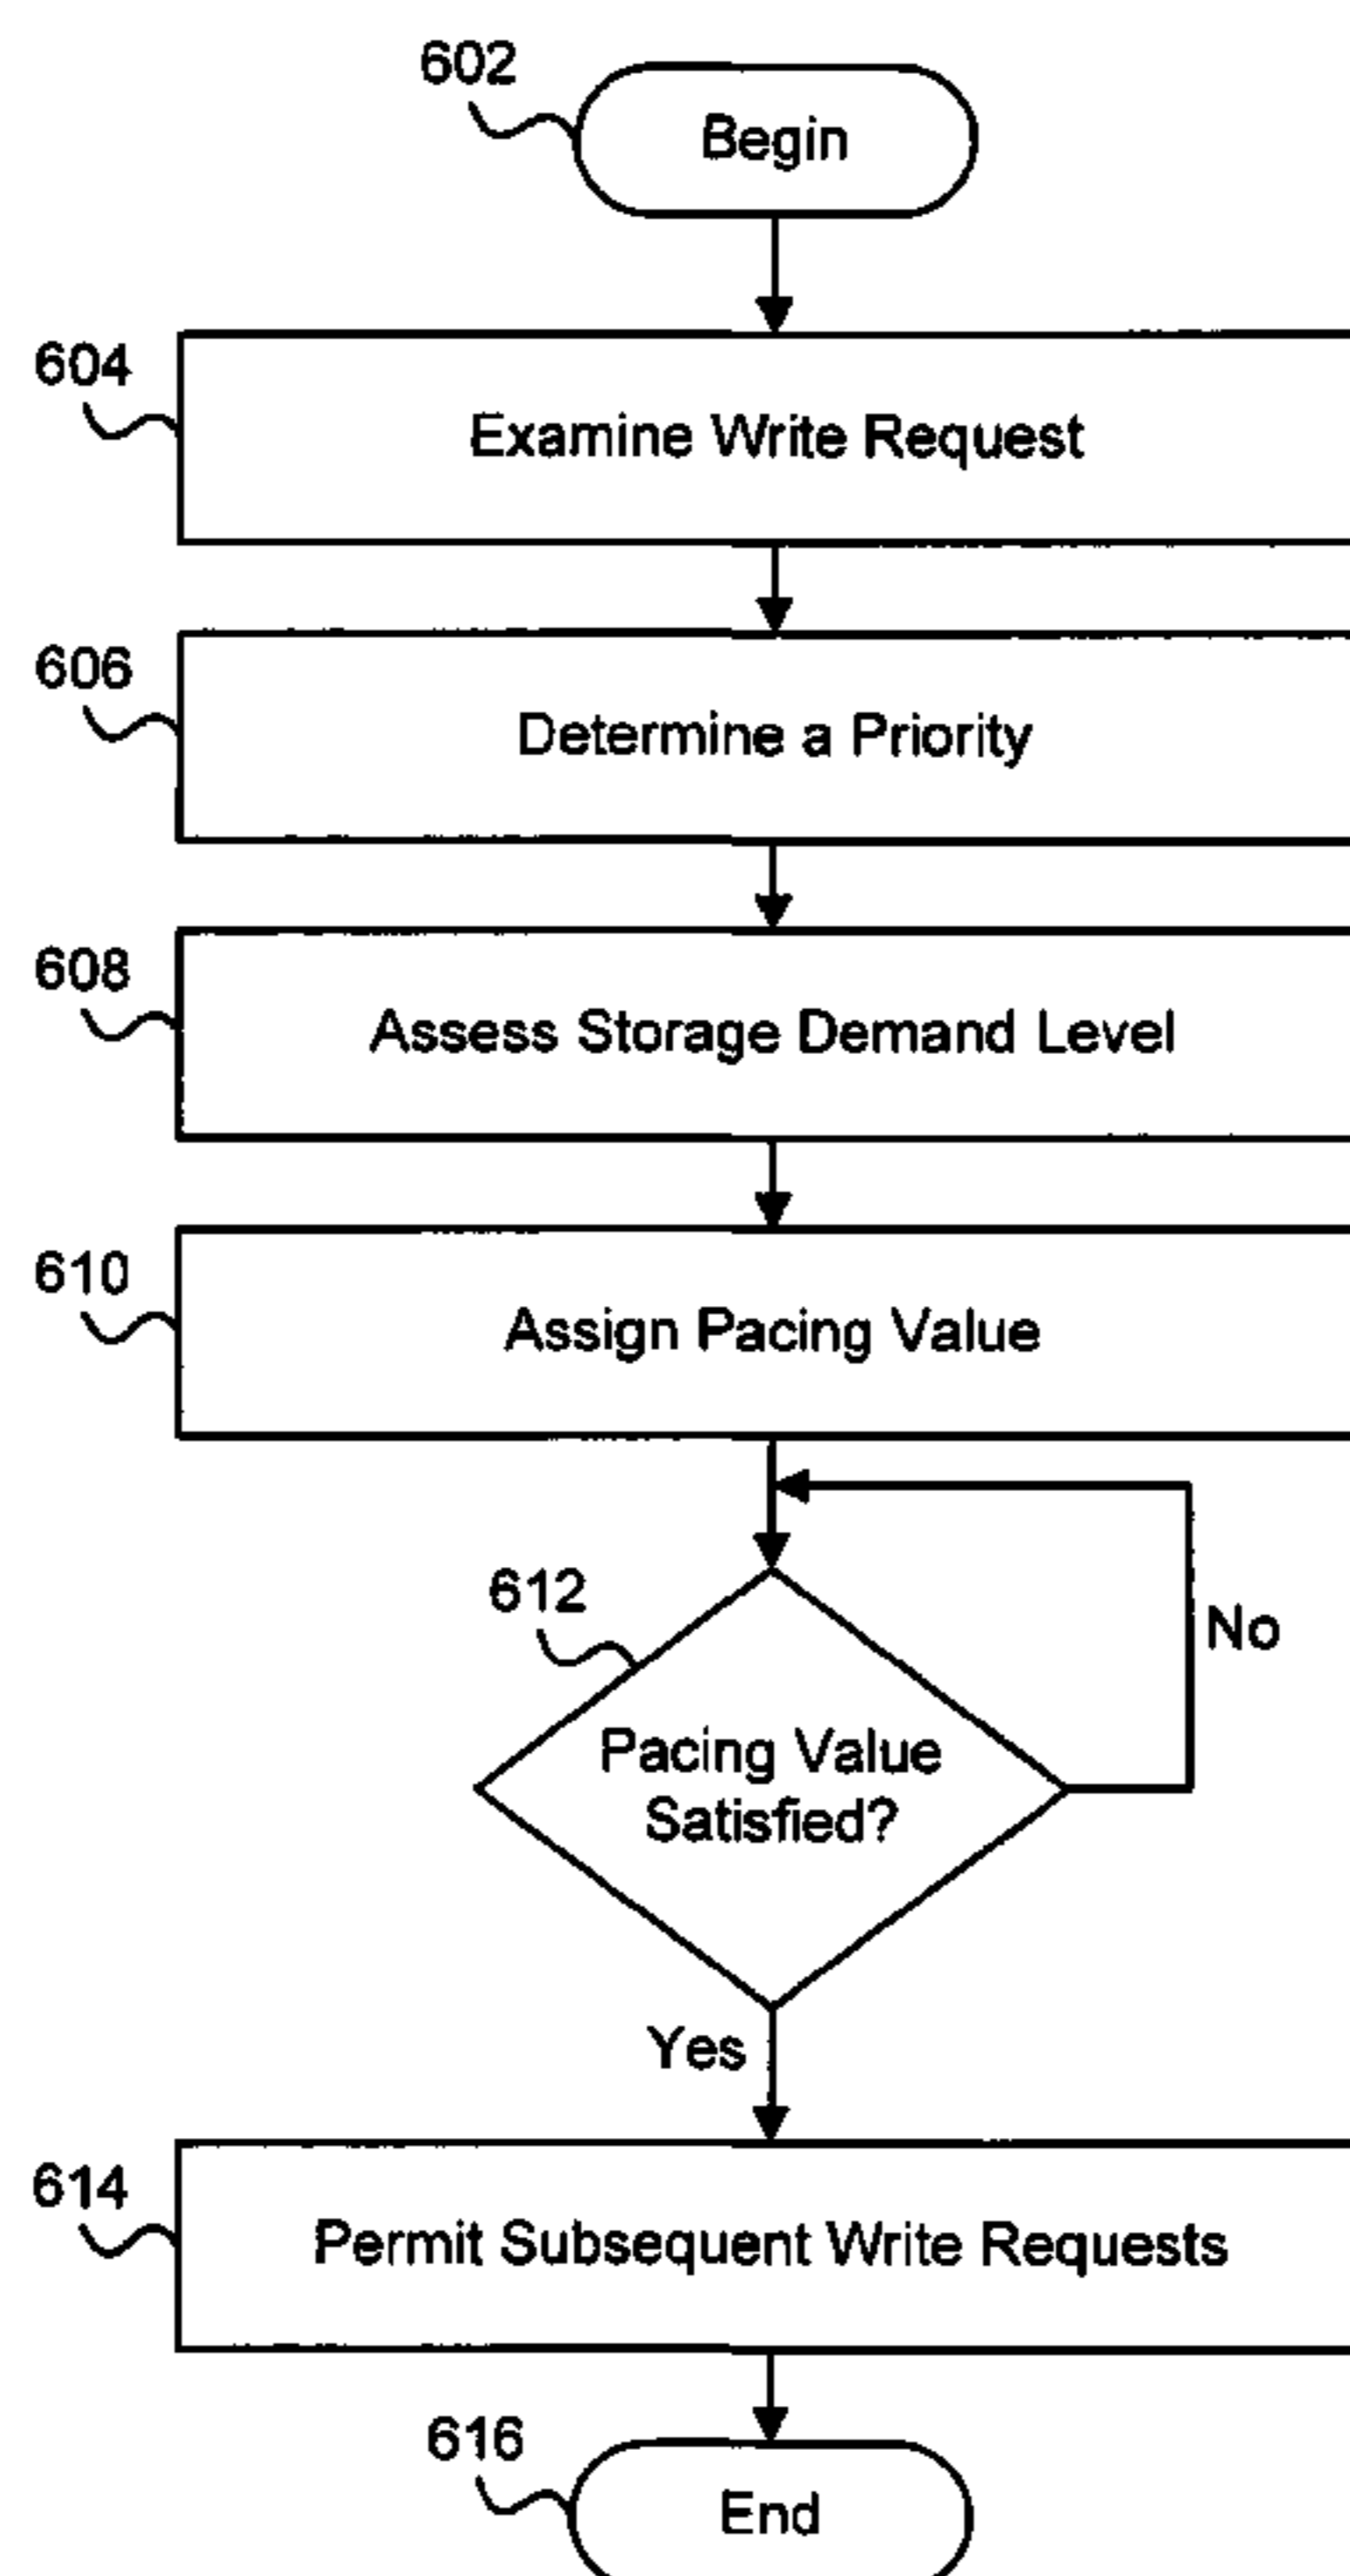 602
Begin
604
Examine Write Request
606
Determine a Priority
608
Assess Storage Demand Level
610
Assign Pacing Value
612
No
Pacing Value
Satisfied?
Yes
614
Permit Subsequent Write Requests
616
End